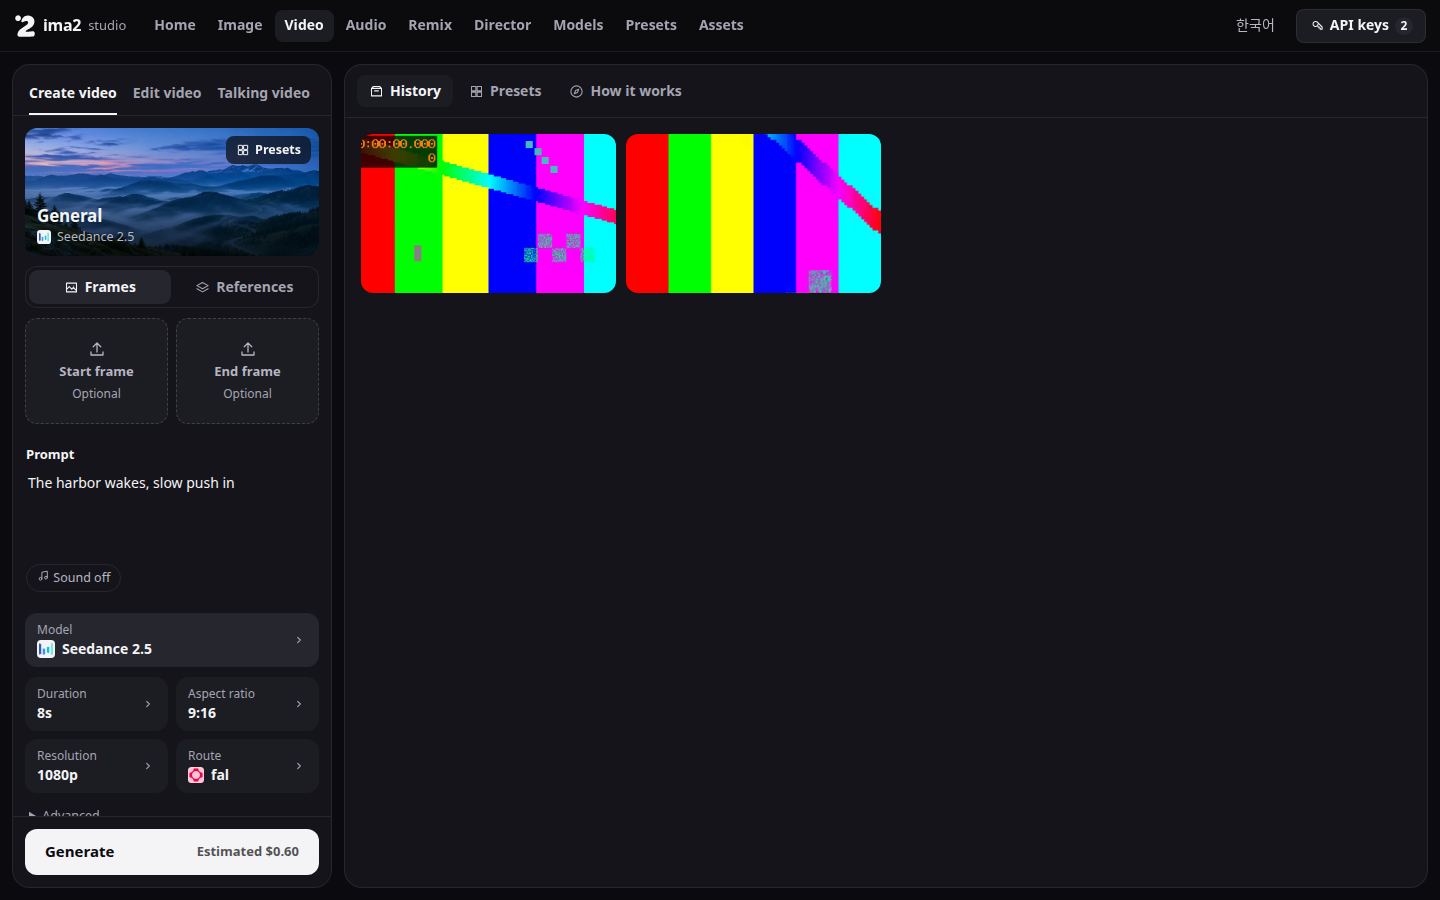 ima2 studio
Home
Image
Video
Audio
Remix
Director
Models
Presets
Assets
한국어
API keys 2
Create video
Edit video
Talking video
Presets
General
Seedance 2.5
Frames
References
Start frame
Optional
End frame
Optional
Prompt
The harbor wakes, slow push in
Sound off
Model
Seedance 2.5
Duration
8s
Aspect ratio
9:16
Resolution
1080p
Route
fal
Advanced
Generate
Estimated $0.60
History
Presets
How it works
0:00:00.000
0